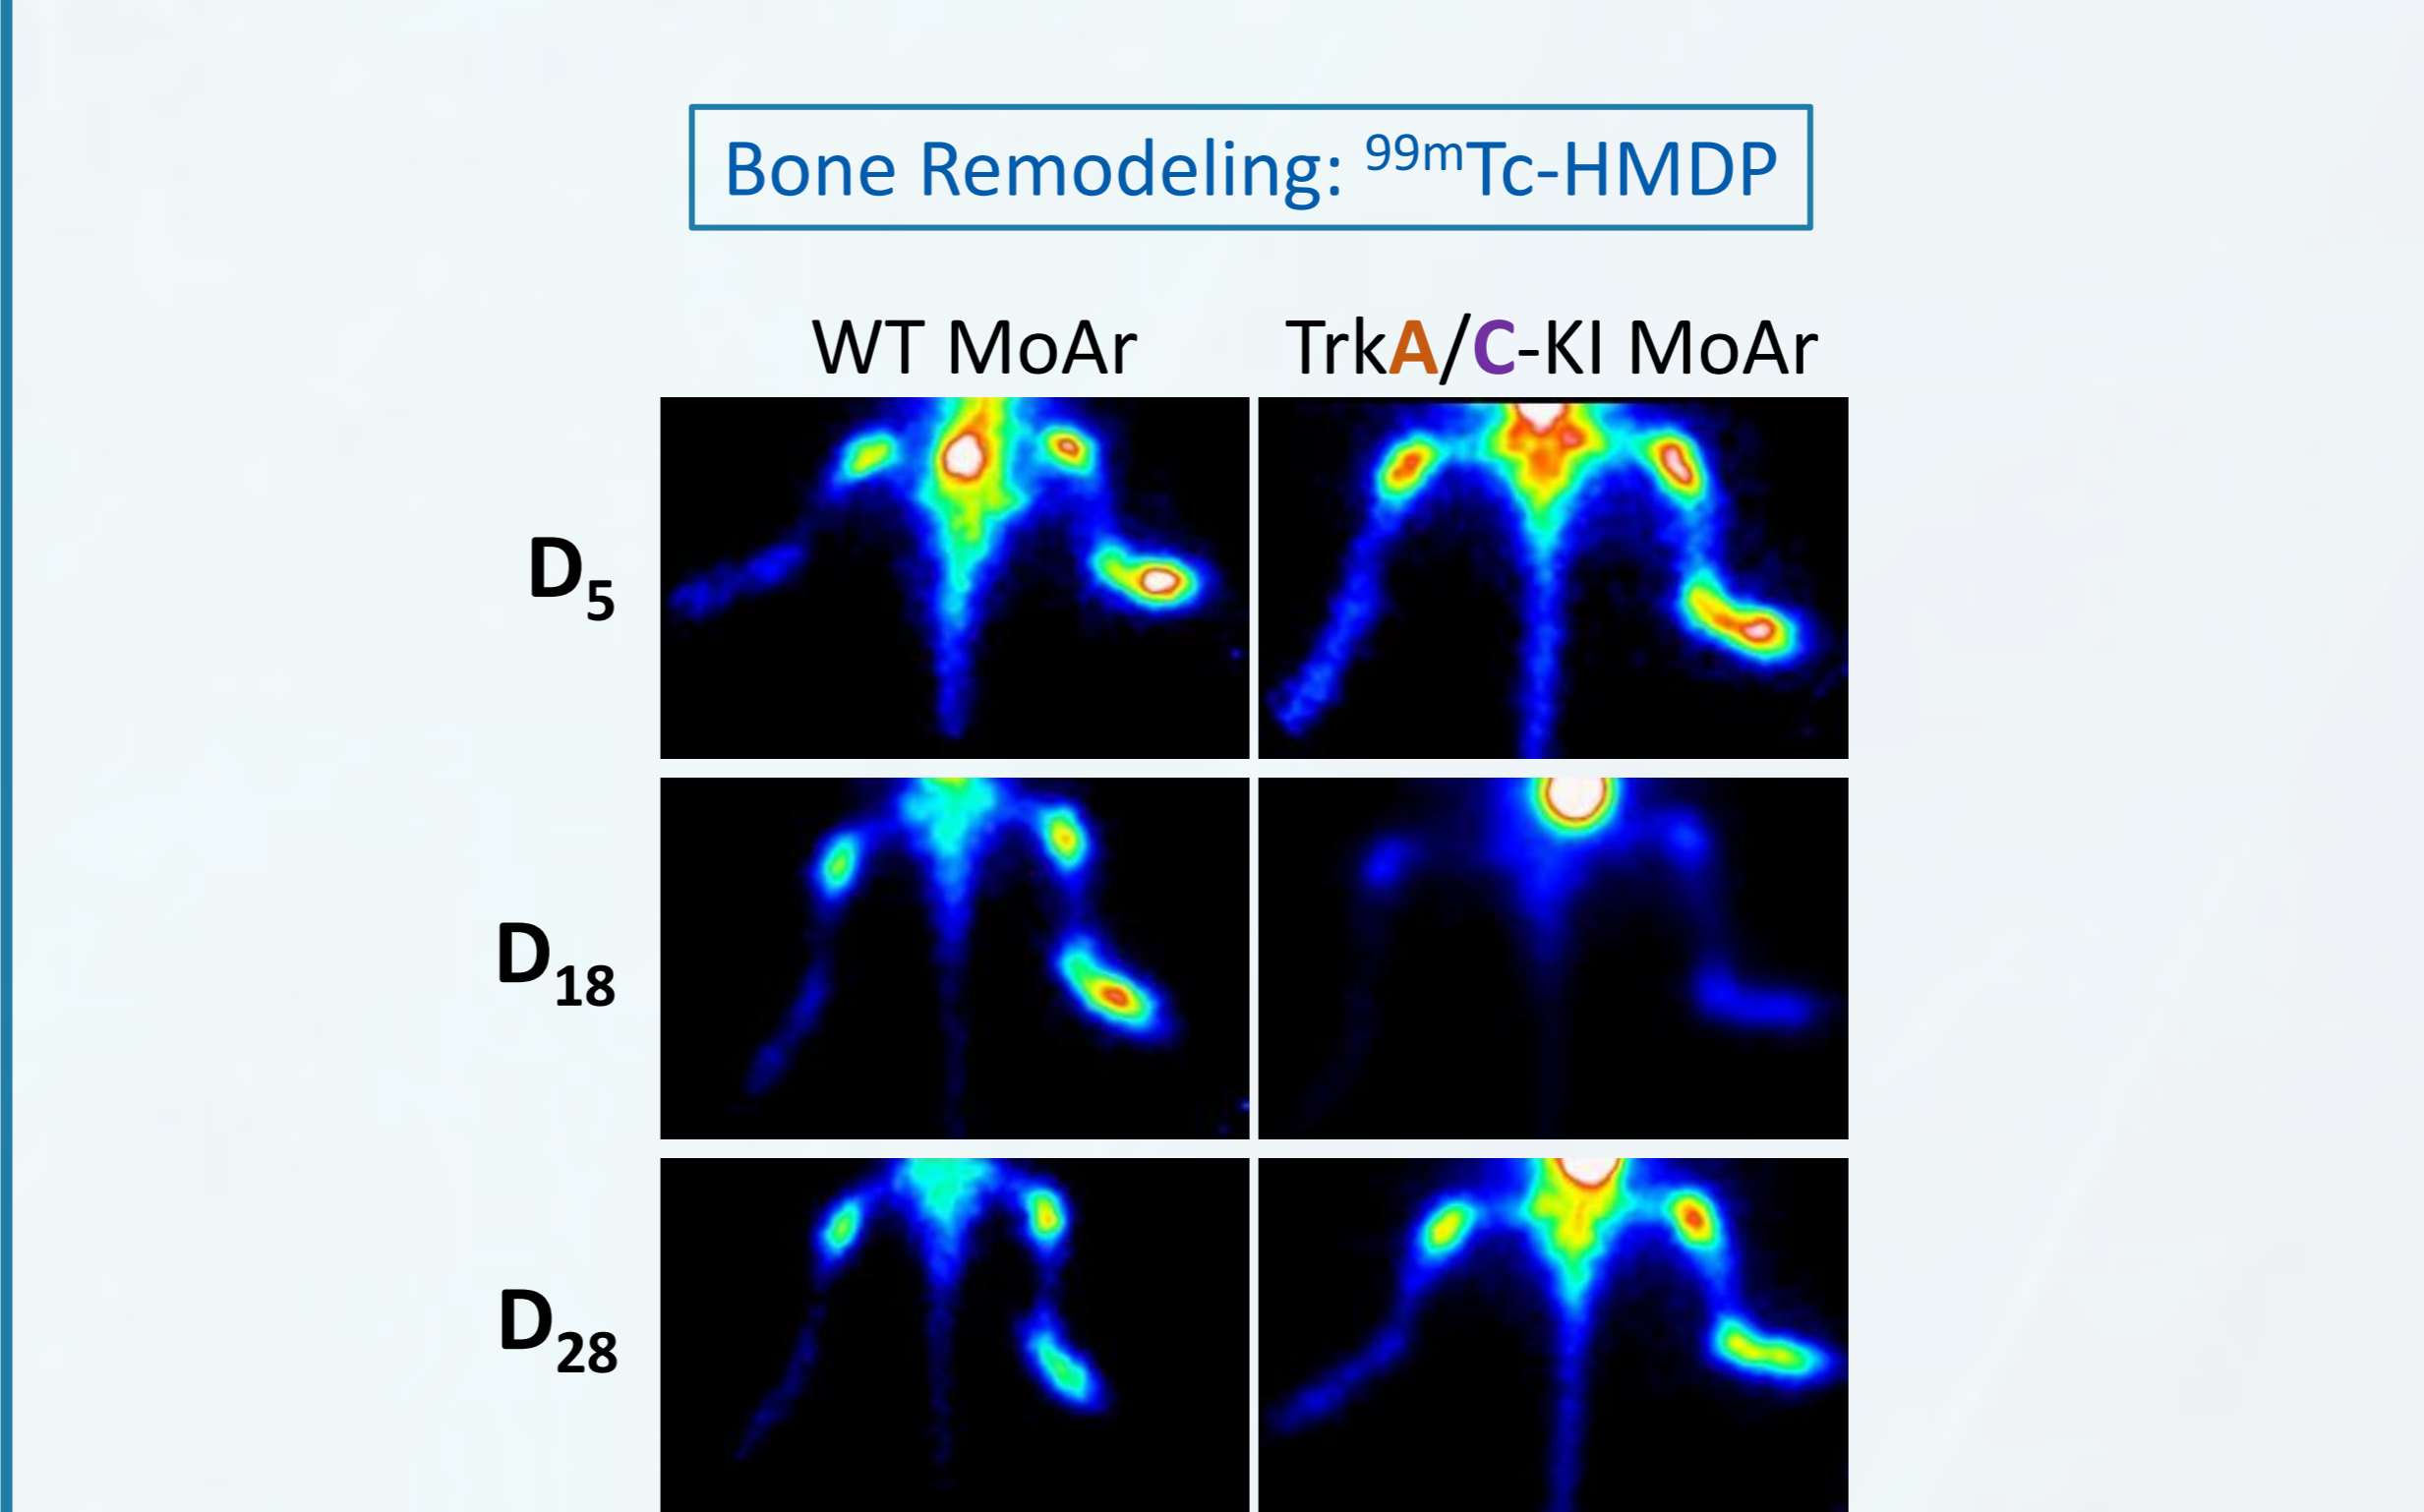 Bone Remodeling: ⁹⁹ᵐTc-HMDP
WT MoAr TrkA/C-KI MoAr
D₅
D₁₈
D₂₈